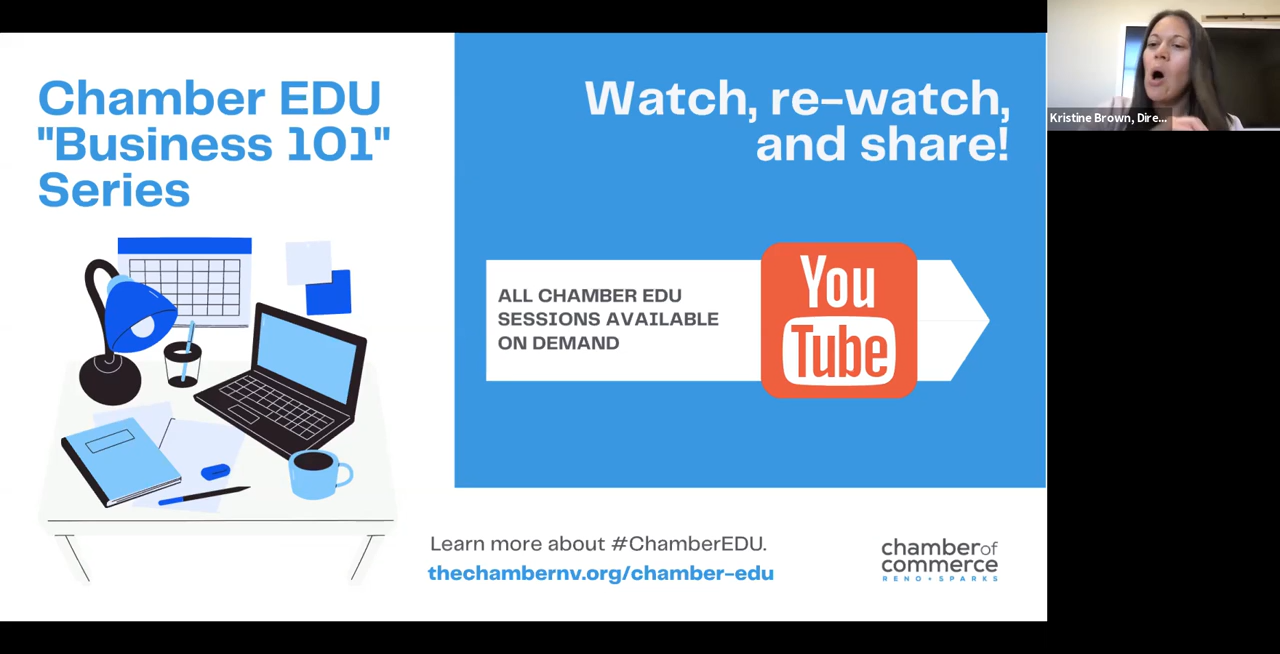 Chamber EDU
"Business 101"
Series
Watch, re-watch,
and share!
ALL CHAMBER EDU
SESSIONS AVAILABLE
ON DEMAND
You
Tube
Learn more about #ChamberEDU.
thechambernv.org/chamber-edu
chamber of
commerce
RENO + SPARKS
Kristine Brown, Dire...